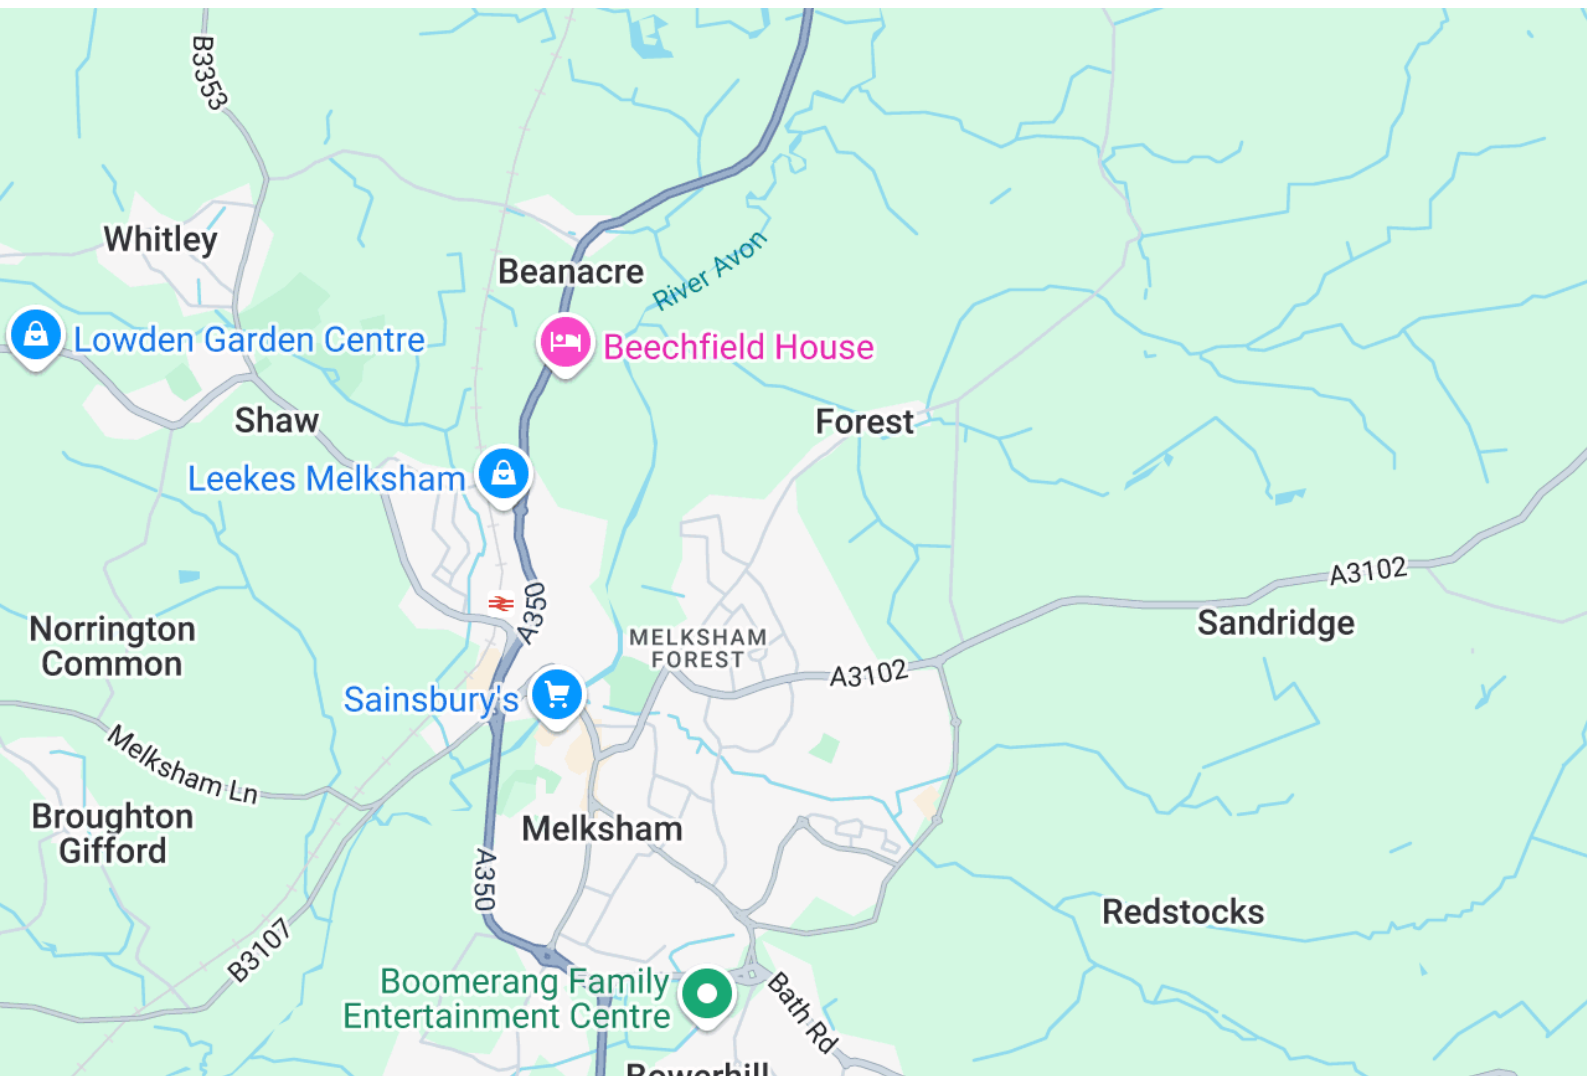 B3353
Whitley
Beanacre
River Avon
Lowden Garden Centre
Beechfield House
Shaw
Forest
Leekes Melksham
A3102
A350
Sandridge
Norrington
Common
MELKSHAM
FOREST
A3102
Sainsbury's
Melksham Ln
Broughton
Gifford
Melksham
A350
Redstocks
B3107
Boomerang Family
Entertainment Centre
Bath Rd
Bowerhill